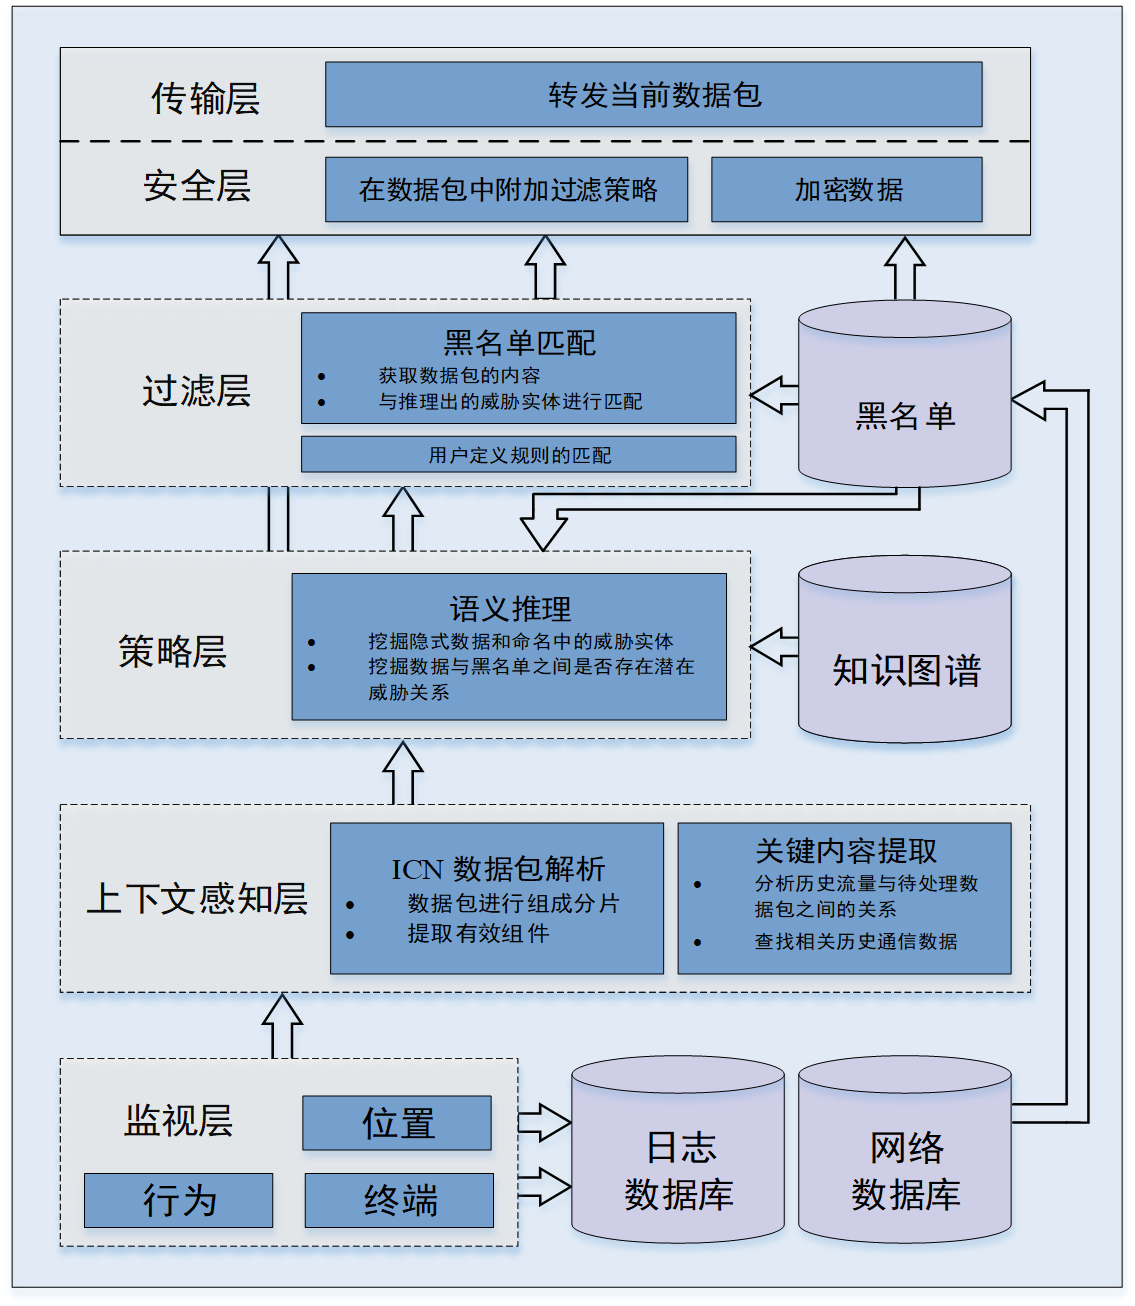 传输层
转发当前数据包
安全层
在数据包中附加过滤策略
加密数据
过滤层
黑名单匹配
• 获取数据包的内容
• 与推理出的威胁实体进行匹配
用户定义规则的匹配
黑名单
策略层
语义推理
• 挖掘隐式数据和命名中的威胁实体
• 挖掘数据与黑名单之间是否存在潜在
威胁关系
知识图谱
上下文感知层
ICN 数据包解析
• 数据包进行组成分片
• 提取有效组件
关键内容提取
• 分析历史流量与待处理数
据包之间的关系
• 查找相关历史通信数据
监视层
位置
行为
终端
日志
数据库
网络
数据库